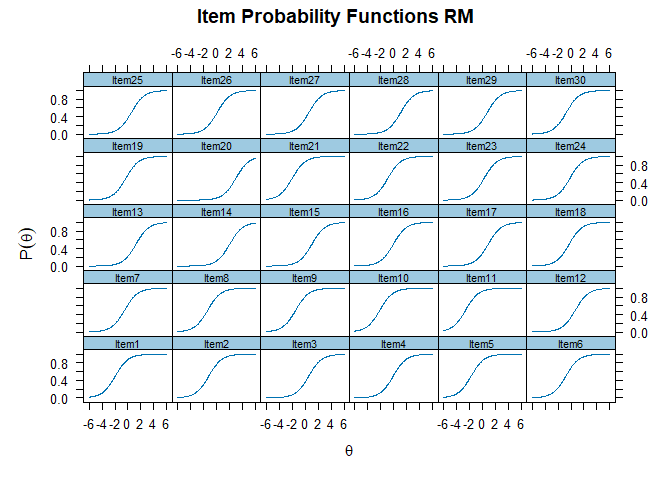 Item Probability Functions RM
-6 -4 -2 0 2 4 6 -6 -4 -2 0 2 4 6 -6 -4 -2 0 2 4 6
Item25 Item26 Item27 Item28 Item29 Item30
0.8
0.4
0.0
Item19 Item20 Item21 Item22 Item23 Item24
0.8
0.4
0.0
Item13 Item14 Item15 Item16 Item17 Item18
0.8
0.4
0.0
P(θ)
Item7 Item8 Item9 Item10 Item11 Item12
0.8
0.4
0.0
Item1 Item2 Item3 Item4 Item5 Item6
0.8
0.4
0.0
-6 -4 -2 0 2 4 6 -6 -4 -2 0 2 4 6 -6 -4 -2 0 2 4 6
θ